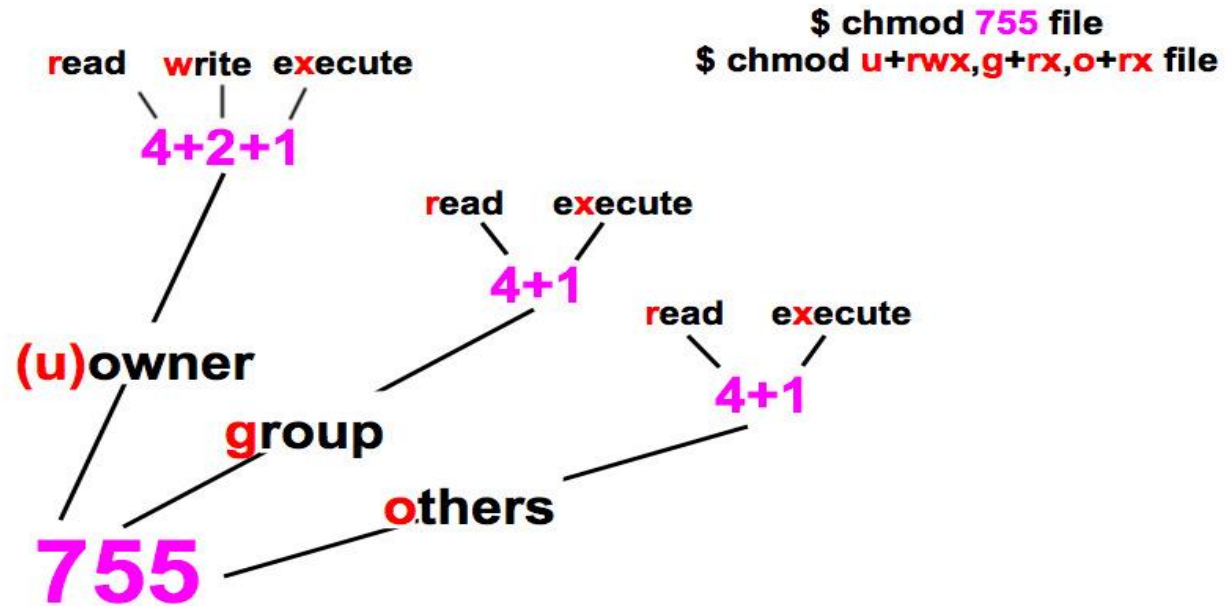 $ chmod 755 file
$ chmod u+rwx,g+rx,o+rx file
read write execute
4+2+1
read execute
4+1
read execute
4+1
(u)owner
group
others
755